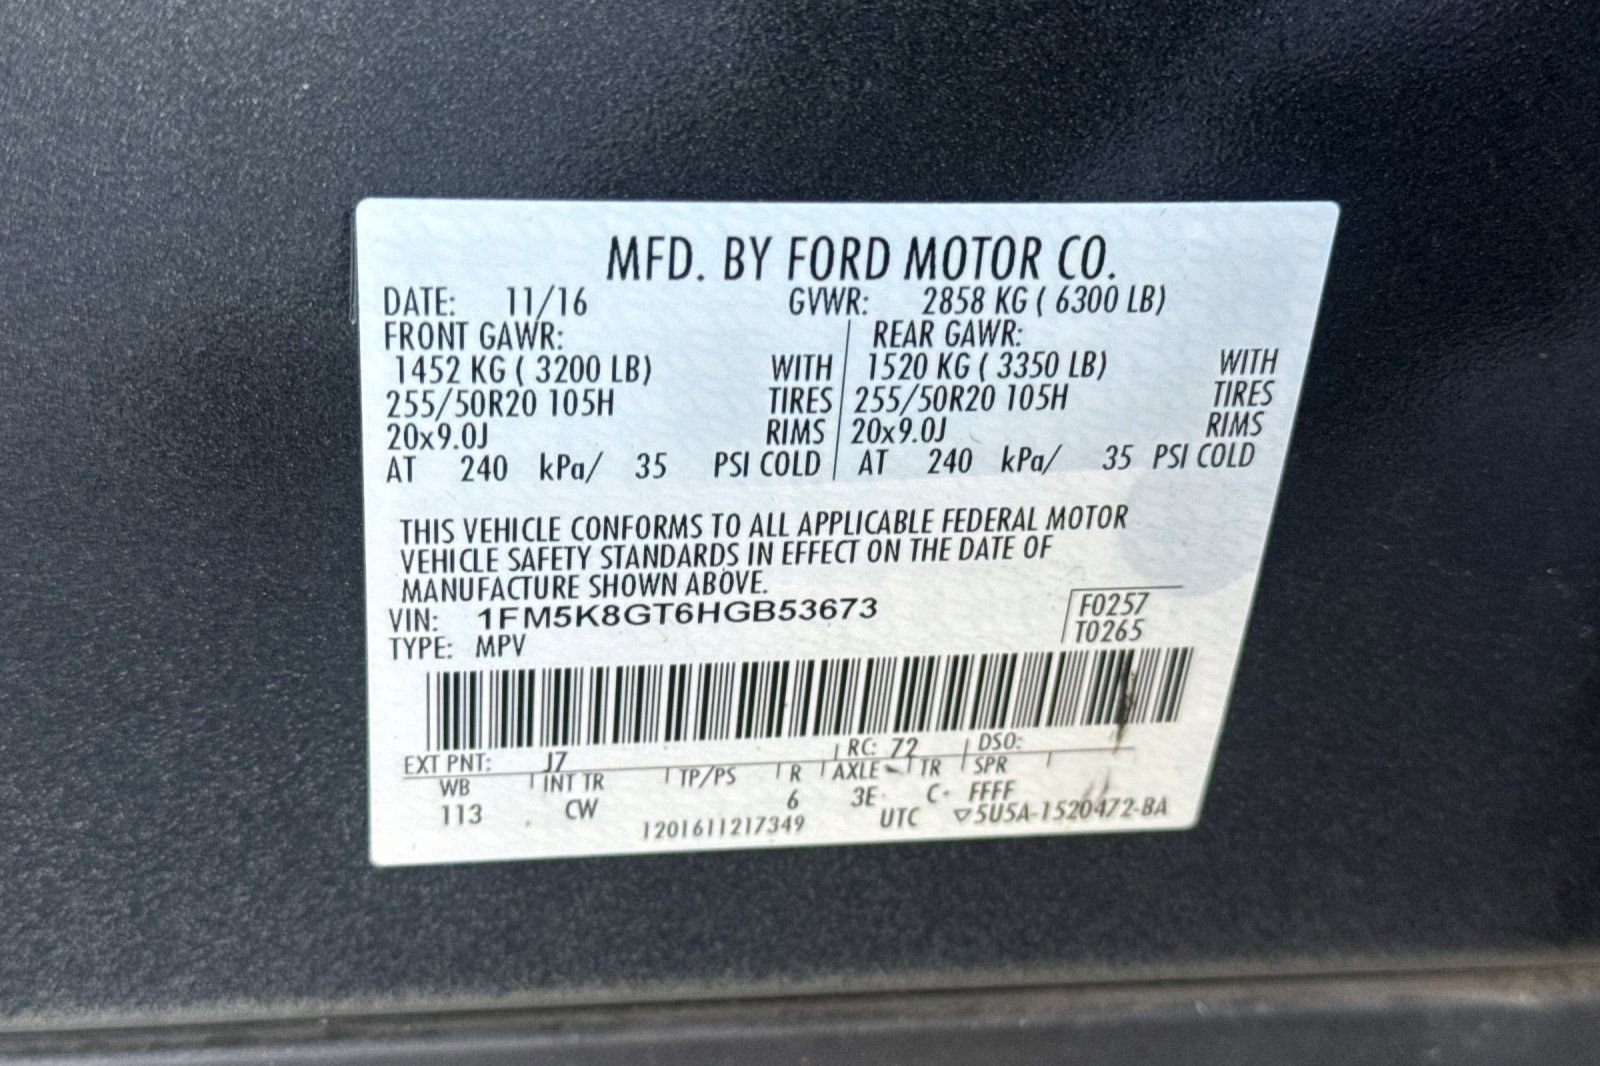 MFD. BY FORD MOTOR CO.
DATE: 11/16 GVWR: 2858 KG ( 6300 LB)
FRONT GAWR: REAR GAWR:
1452 KG ( 3200 LB) WITH 1520 KG ( 3350 LB) WITH
255/50R20 105H TIRES 255/50R20 105H TIRES
20x9.0J RIMS 20x9.0J RIMS
AT 240 kPa/ 35 PSI COLD AT 240 kPa/ 35 PSI COLD
THIS VEHICLE CONFORMS TO ALL APPLICABLE FEDERAL MOTOR
VEHICLE SAFETY STANDARDS IN EFFECT ON THE DATE OF
MANUFACTURE SHOWN ABOVE.
VIN: 1FM5K8GT6HGB53673 F0257
TYPE: MPV T0265
EXT PNT: J7 RC: 72 DSO:
WB INT TR TP/PS R AXLE TR SPR
113 CW 6 3E C FFFF
1201611217349 UTC ▽5U5A-1520472-BA